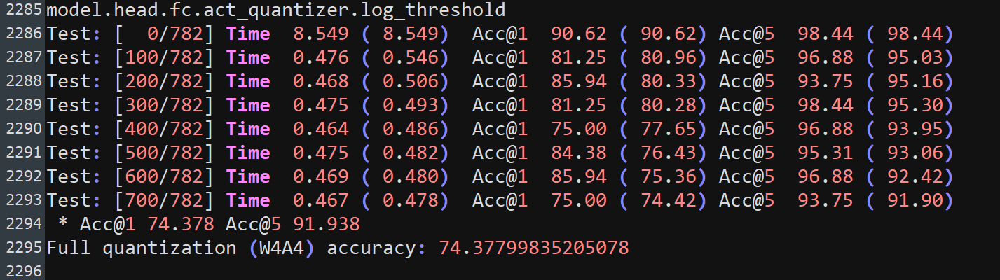 2285 model.head.fc.act_quantizer.log_threshold
2286 Test: [  0/782] Time  8.549 ( 8.549)  Acc@1  90.62 ( 90.62) Acc@5  98.44 ( 98.44)
2287 Test: [100/782] Time  0.476 ( 0.546)  Acc@1  81.25 ( 80.96) Acc@5  96.88 ( 95.03)
2288 Test: [200/782] Time  0.468 ( 0.506)  Acc@1  85.94 ( 80.33) Acc@5  93.75 ( 95.16)
2289 Test: [300/782] Time  0.475 ( 0.493)  Acc@1  81.25 ( 80.28) Acc@5  98.44 ( 95.30)
2290 Test: [400/782] Time  0.464 ( 0.486)  Acc@1  75.00 ( 77.65) Acc@5  96.88 ( 93.95)
2291 Test: [500/782] Time  0.475 ( 0.482)  Acc@1  84.38 ( 76.43) Acc@5  95.31 ( 93.06)
2292 Test: [600/782] Time  0.469 ( 0.480)  Acc@1  85.94 ( 75.36) Acc@5  96.88 ( 92.42)
2293 Test: [700/782] Time  0.467 ( 0.478)  Acc@1  75.00 ( 74.42) Acc@5  93.75 ( 91.90)
2294  * Acc@1 74.378 Acc@5 91.938
2295 Full quantization (W4A4) accuracy: 74.37799835205078
2296